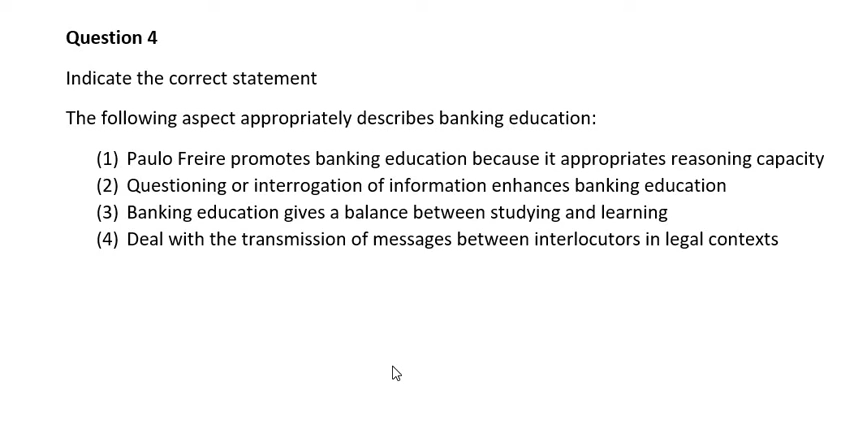 Question 4
Indicate the correct statement
The following aspect appropriately describes banking education:
(1) Paulo Freire promotes banking education because it appropriates reasoning capacity
(2) Questioning or interrogation of information enhances banking education
(3) Banking education gives a balance between studying and learning
(4) Deal with the transmission of messages between interlocutors in legal contexts